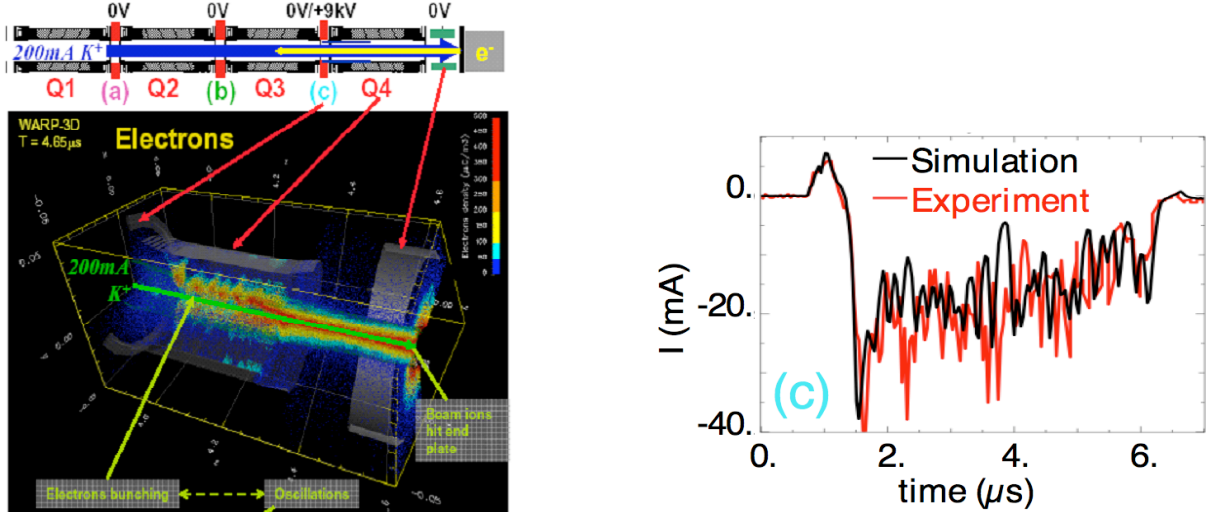 0V 0V 0V/+9kV 0V
200mA K+
e-
Q1 (a) Q2 (b) Q3 (c) Q4
WARP-3D
T = 4.65µs
Electrons
200mA
K+
Beam ions
hit end
plate
Electrons bunching
Oscillations
Simulation
Experiment
0.
-20.
-40.
I (mA)
(c)
0. 2. 4. 6.
time (µs)